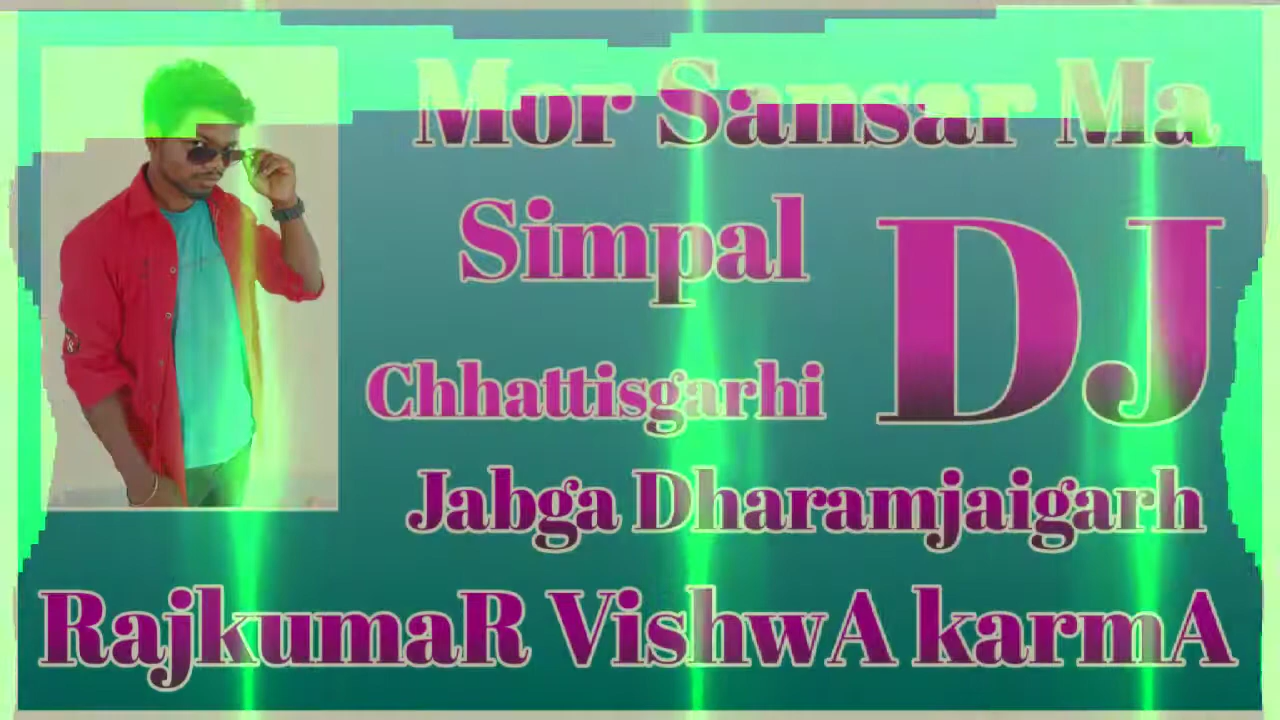 Mor Sansar Ma
Simpal
DJ
Chhattisgarhi
Jabga Dharamjaigarh
RajkumaR VishwA karmA